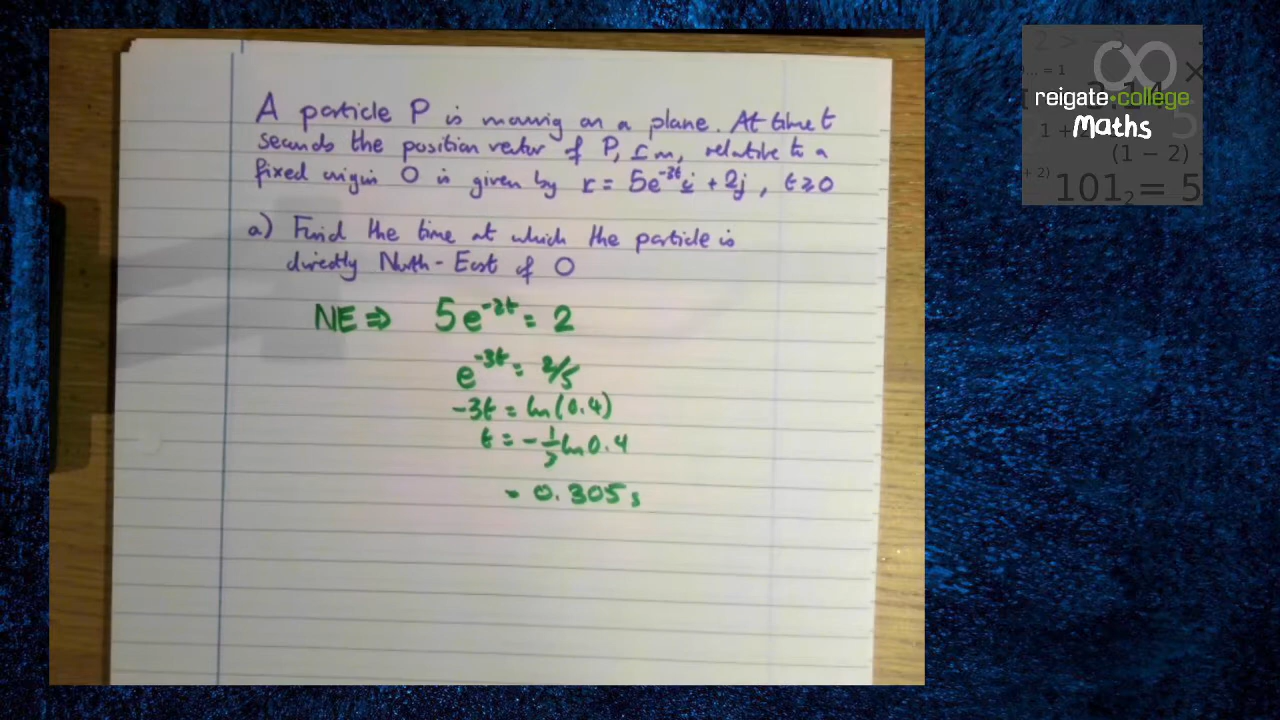 A particle P is moving on a plane. At time t
seconds the position vector of P, r m, relative to a
fixed origin O is given by r = 5e^-3t i + 2j , t ≥ 0
a) Find the time at which the particle is
directly North-East of O
NE ⇒ 5e^-3t = 2
e^-3t = 2/5
-3t = ln(0.4)
t = -1/3 ln 0.4
= 0.305 s
reigate·college
Maths
1 +
(1 − 2)
+ 2)
101₂ = 5
... = 1